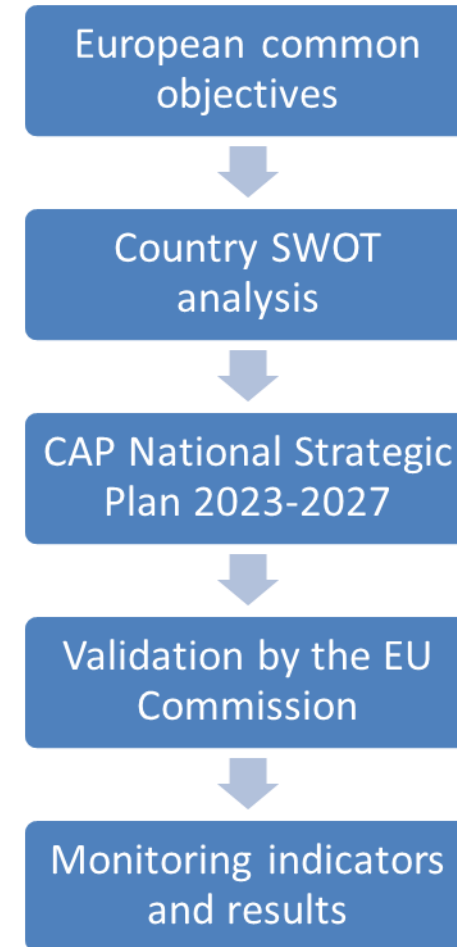 European common
objectives
Country SWOT
analysis
CAP National Strategic
Plan 2023-2027
Validation by the EU
Commission
Monitoring indicators
and results